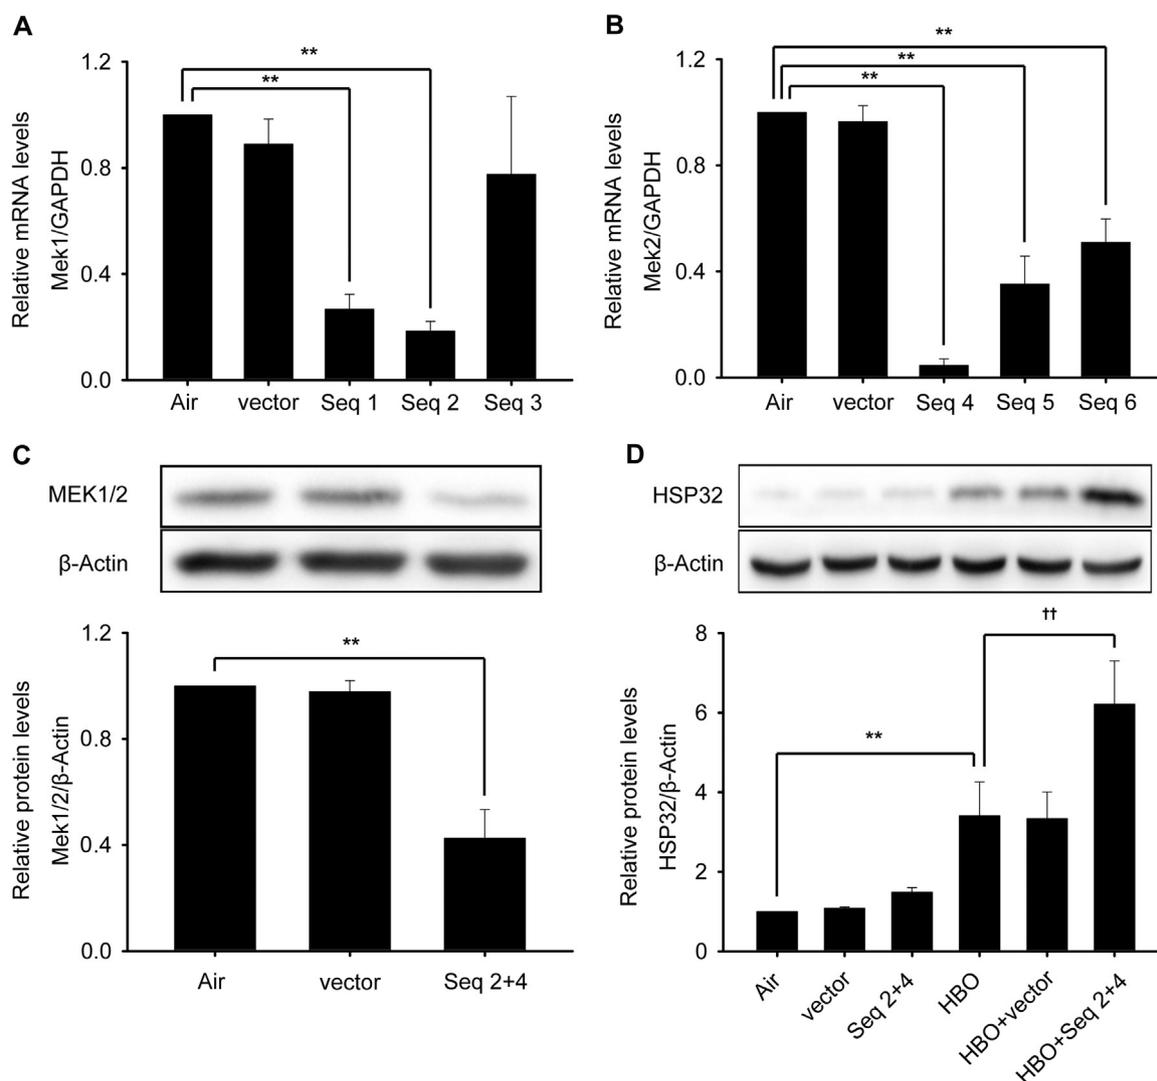 A
Relative mRNA levels
Mek1/GAPDH
1.2
0.8
0.4
0.0
**
**
Air vector Seq 1 Seq 2 Seq 3
B
Relative mRNA levels
Mek2/GAPDH
1.2
0.8
0.4
0.0
**
**
**
Air vector Seq 4 Seq 5 Seq 6
C
MEK1/2
β-Actin
Relative protein levels
Mek1/2/β-Actin
1.2
0.8
0.4
0.0
**
Air vector Seq 2+4
D
HSP32
β-Actin
Relative protein levels
HSP32/β-Actin
8
6
4
2
0
**
††
Air
vector
Seq 2+4
HBO
HBO+vector
HBO+Seq 2+4